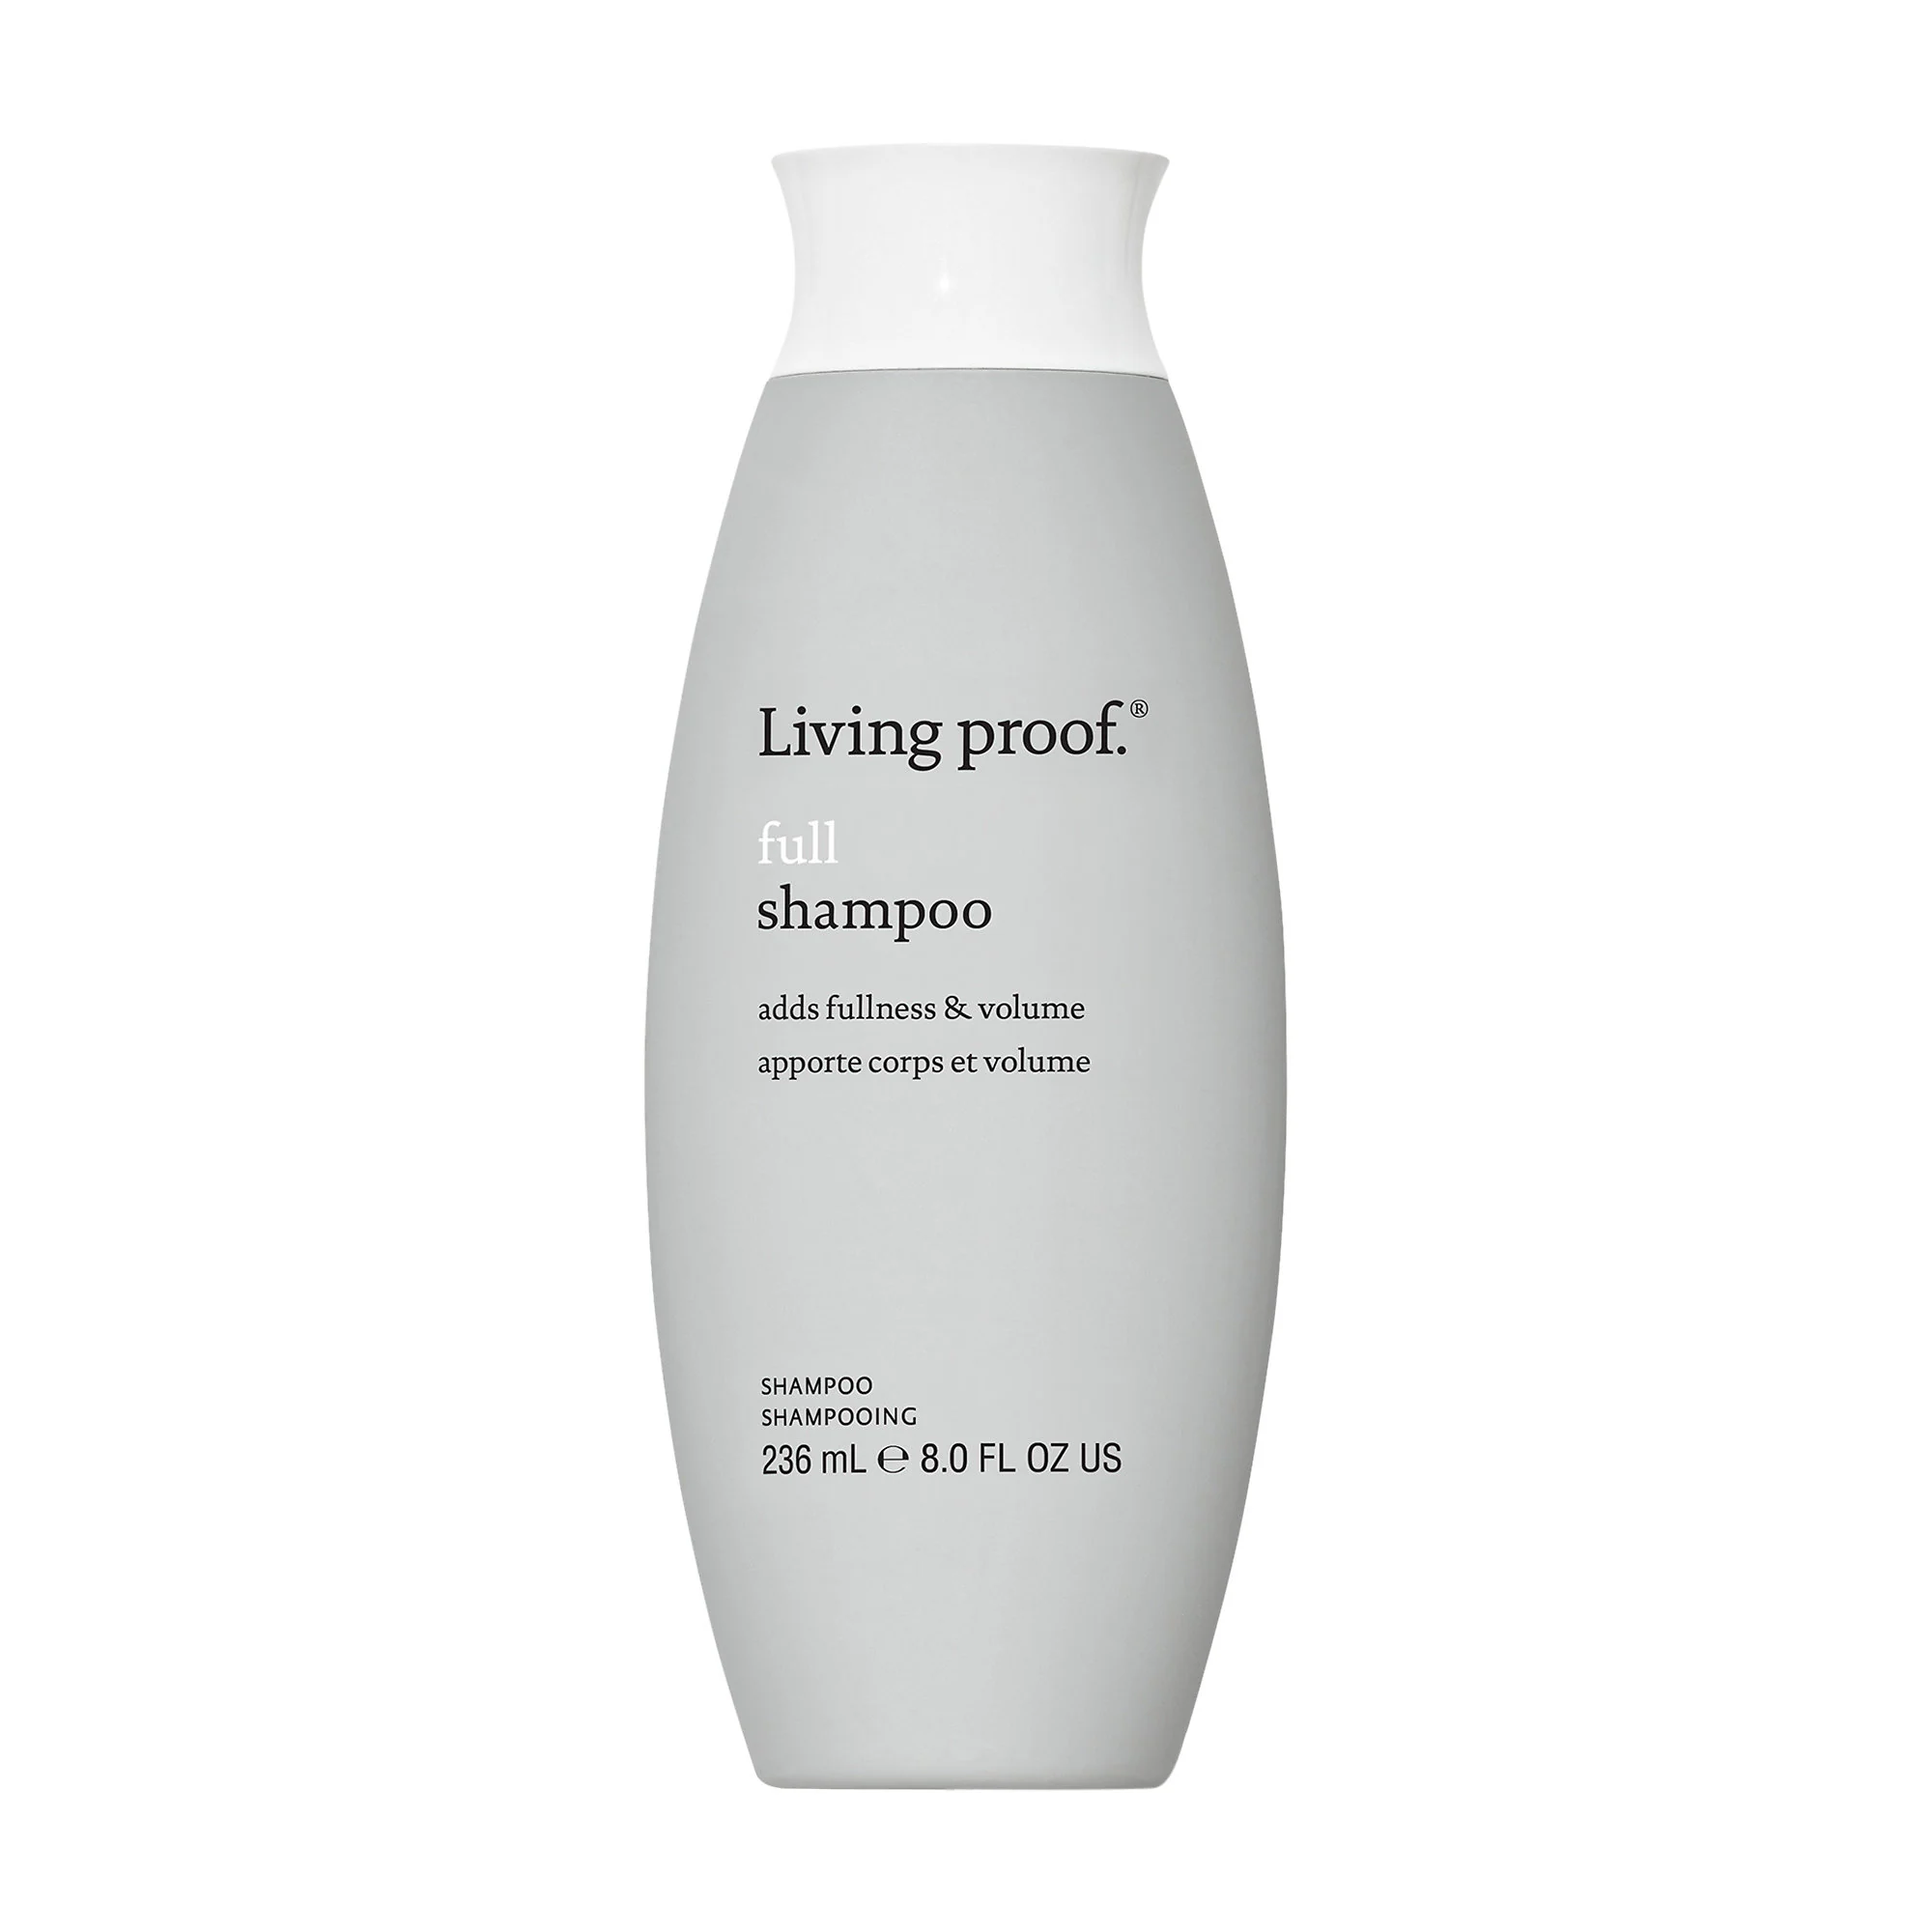 Living proof.®
full
shampoo
adds fullness & volume
apporte corps et volume
SHAMPOO
SHAMPOOING
236 mL ℮ 8.0 FL OZ US